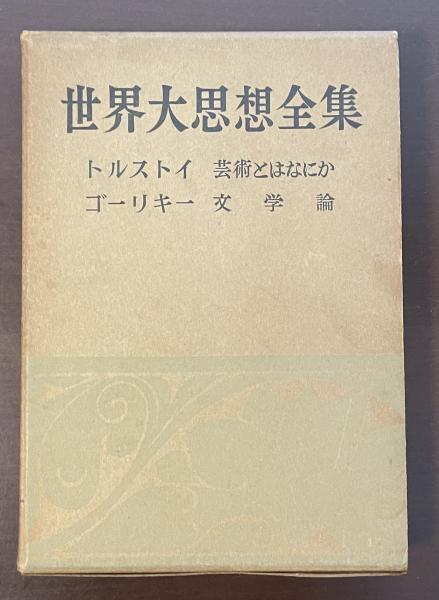 世界大思想全集
トルストイ 芸術とはなにか
ゴーリキー 文学論